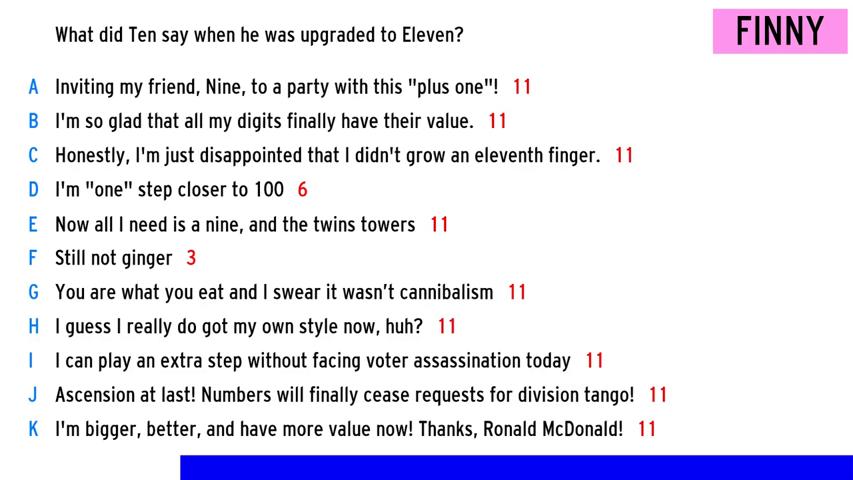 What did Ten say when he was upgraded to Eleven?
FINNY
A Inviting my friend, Nine, to a party with this "plus one"! 11
B I'm so glad that all my digits finally have their value. 11
C Honestly, I'm just disappointed that I didn't grow an eleventh finger. 11
D I'm "one" step closer to 100 6
E Now all I need is a nine, and the twins towers 11
F Still not ginger 3
G You are what you eat and I swear it wasn’t cannibalism 11
H I guess I really do got my own style now, huh? 11
I I can play an extra step without facing voter assassination today 11
J Ascension at last! Numbers will finally cease requests for division tango! 11
K I'm bigger, better, and have more value now! Thanks, Ronald McDonald! 11